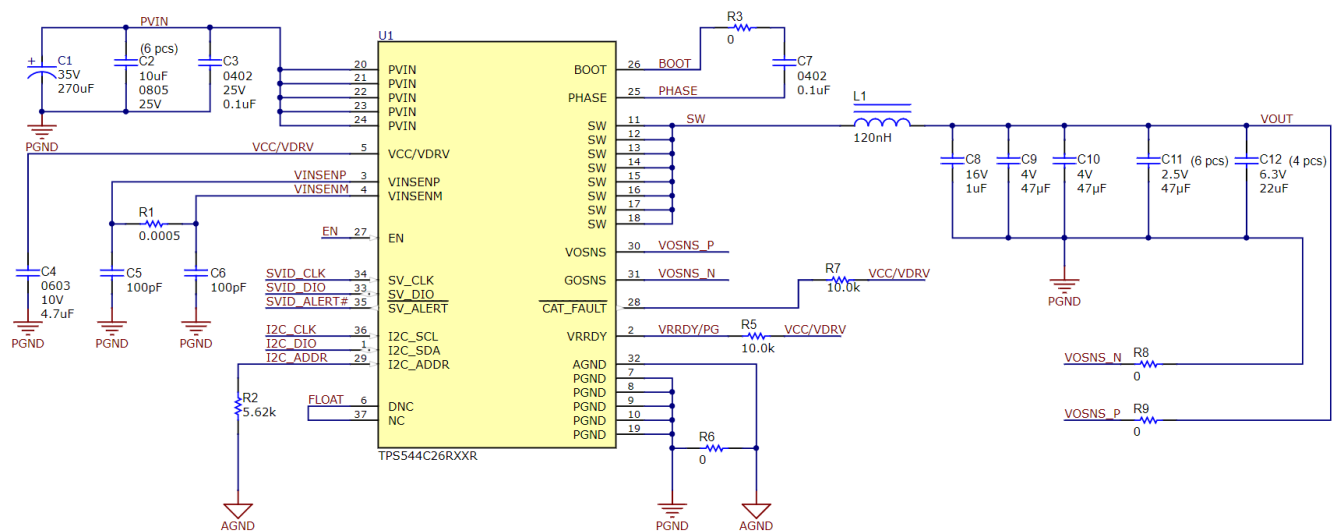 PVIN
C1
35V
270uF
(6 pcs)
C2
10uF
0805
25V
C3
0402
25V
0.1uF
PGND
VCC/VDRV
VINSENP
VINSENM
R1
0.0005
C4
0603
10V
4.7uF
C5
100pF
C6
100pF
PGND
PGND
PGND
EN
SVID_CLK
SVID_DIO
SVID_ALERT#
I2C_CLK
I2C_DIO
I2C_ADDR
R2
5.62k
FLOAT
AGND
U1
20 PVIN
21 PVIN
22 PVIN
23 PVIN
24 PVIN
5 VCC/VDRV
3 VINSENP
4 VINSENM
27 EN
34 SV_CLK
33 SV_DIO
35 SV_ALERT
36 I2C_SCL
1 I2C_SDA
29 I2C_ADDR
6 DNC
37 NC
BOOT 26
PHASE 25
SW 11
SW 12
SW 13
SW 14
SW 15
SW 16
SW 17
SW 18
VOSNS 30
GOSNS 31
CAT_FAULT 28
VRRDY 2
AGND 32
PGND 7
PGND 8
PGND 9
PGND 10
PGND 19
TPS544C26RXXR
BOOT
R3
0
C7
0402
0.1uF
PHASE
SW
L1
120nH
VOUT
C8
16V
1uF
C9
4V
47µF
C10
4V
47µF
C11 (6 pcs)
2.5V
47µF
C12 (4 pcs)
6.3V
22uF
PGND
VOSNS_P
VOSNS_N
R7
10.0k
VCC/VDRV
VRRDY/PG
R5
10.0k
VCC/VDRV
R6
0
PGND
AGND
VOSNS_N
R8
0
VOSNS_P
R9
0